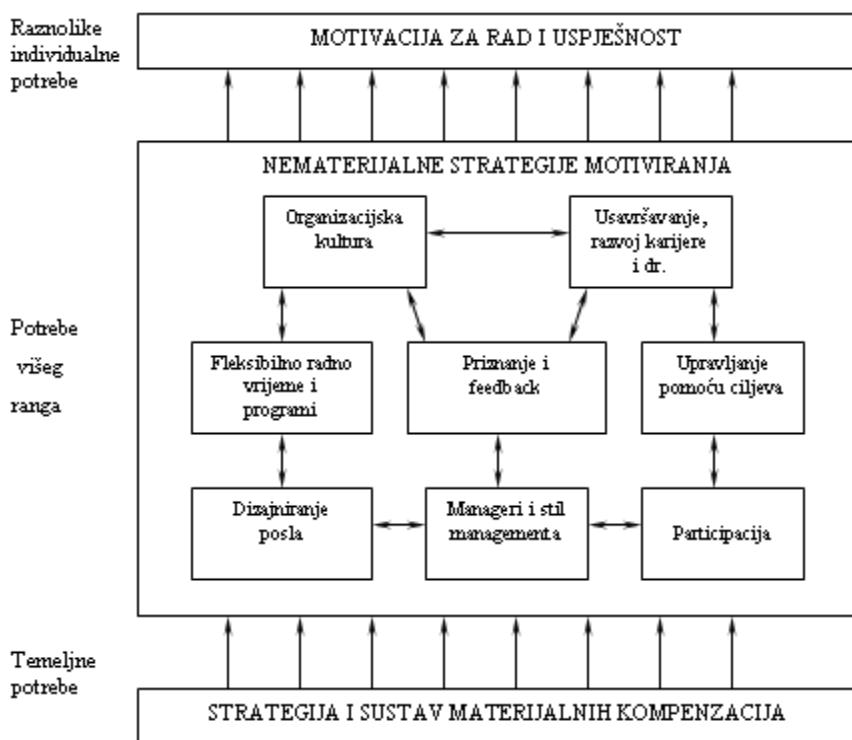 Raznolike
individualne
potrebe
MOTIVACIJA ZA RAD I USPJEŠNOST
NEMATERIJALNE STRATEGIJE MOTIVIRANJA
Organizacijska
kultura
Usavršavanje,
razvoj karijere
i dr.
Potrebe
višeg
ranga
Fleksibilno radno
vrijeme i
programi
Priznanje i
feedback
Upravljanje
pomoću ciljeva
Dizajniranje
posla
Manageri i stil
managementa
Participacija
Temeljne
potrebe
STRATEGIJA I SUSTAV MATERIJALNIH KOMPENZACIJA